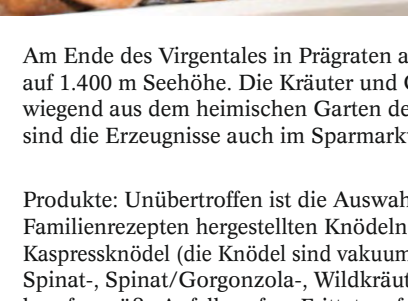 Am Ende des Virgentales in Prägraten a
auf 1.400 m Seehöhe. Die Kräuter und
wiegend aus dem heimischen Garten de
sind die Erzeugnisse auch im Sparmark
Produkte: Unübertroffen ist die Auswah
Familienrezepten hergestellten Knödeln
Kaspressknödel (die Knödel sind vakuum
Spinat-, Spinat/Gorgonzola-, Wildkräut